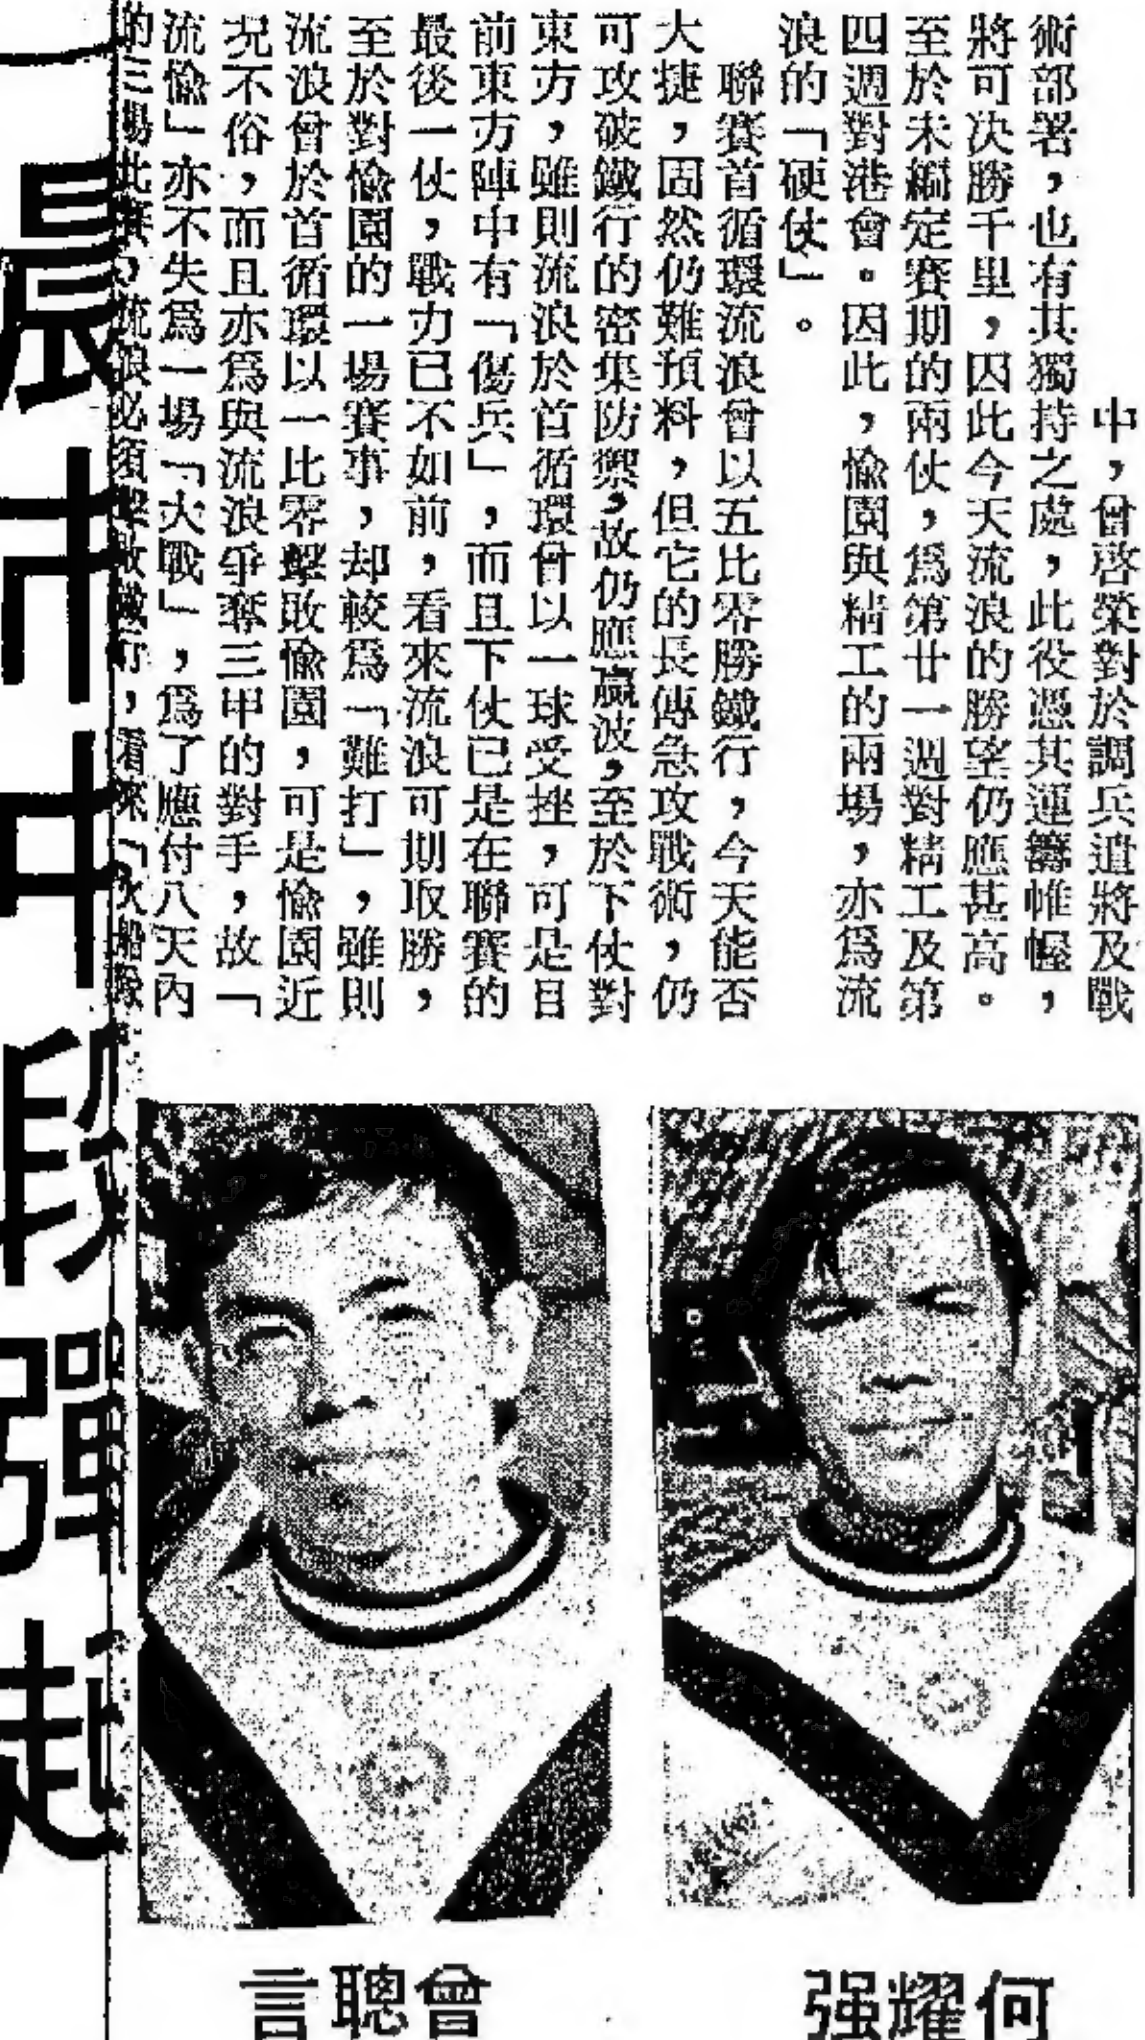 中，曾啓榮對於調兵遣將及戰
術部署，也有其獨持之處，此役憑其運籌帷幄，
將可决勝千里，因此今天流浪的勝望仍應甚高。
至於未編定賽期的兩仗，爲第廿一週對精工及第
四週對港會。因此，愉園與精工的兩場，亦爲流
浪的「硬仗」。
聯賽首循環流浪曾以五比零勝鐵行，今天能否
大捷，固然仍難預料，但它的長傳急攻戰術，仍
可攻破鐵行的密集防禦，故仍應贏波，至於下仗對
東方，雖則流浪於首循環曾以一球受挫，可是目
前東方陣中有「傷兵」，而且下仗已是在聯賽的
最後一仗，戰力已不如前，看來流浪可期取勝，
至於對愉園的一場賽事，却較爲「難打」，雖則
流浪曾於首循環以一比零擊敗愉園，可是愉園近
况不俗，而且亦爲與流浪爭奪三甲的對手，故「
流愉」亦不失爲一場「大戰」，爲了應付八天內
的三場比賽，流浪必須擊敗鐵行，看來「火船隊
晨市中段彈起
何耀强
曾聰言